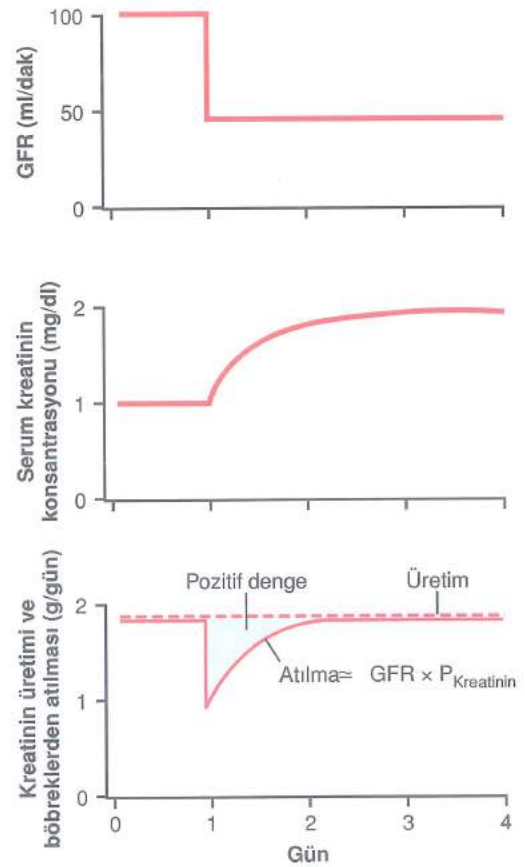 GFR (ml/dak)
100
50
0
Serum kreatinin
konsantrasyonu (mg/dl)
2
1
0
Kreatinin üretimi ve
böbreklerden atılması (g/gün)
2
1
0
Pozitif denge
Üretim
Atılma≃ GFR × PKreatinin
0 1 2 3 4
Gün